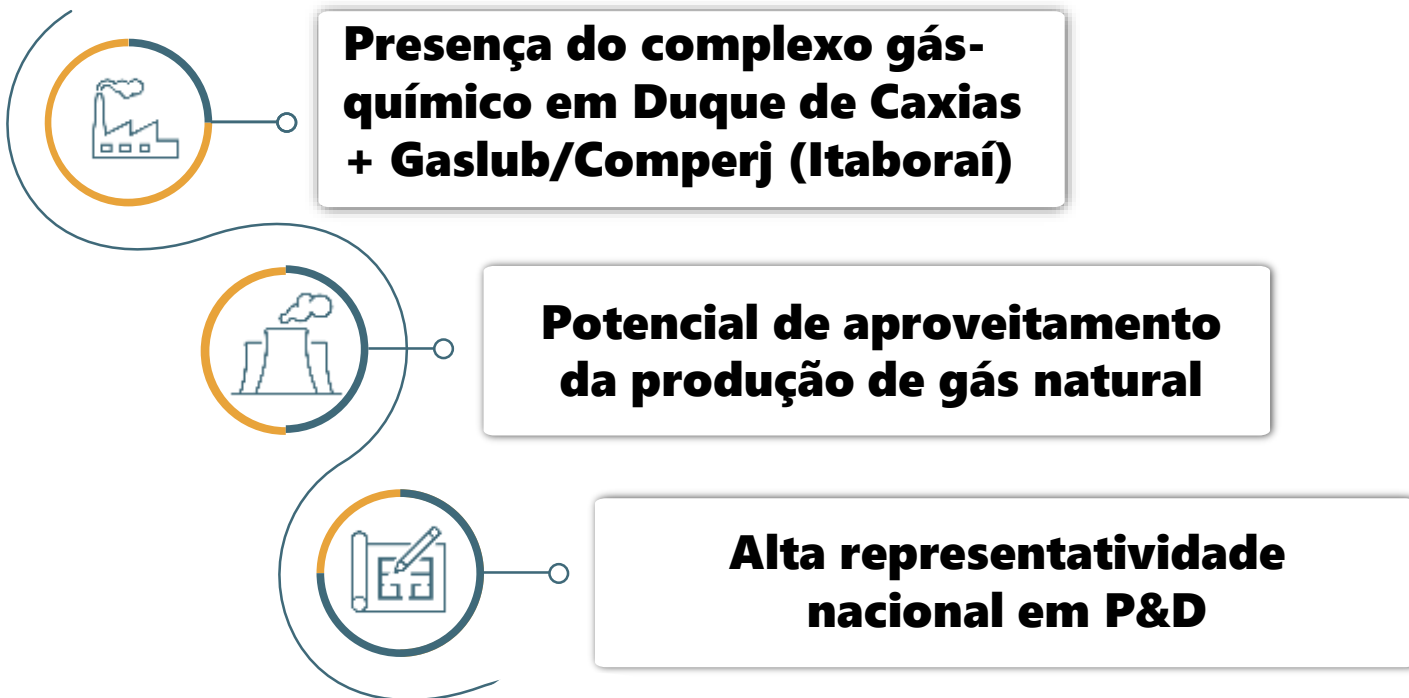 Presença do complexo gás-
químico em Duque de Caxias
+ Gaslub/Comperj (Itaboraí)
Potencial de aproveitamento
da produção de gás natural
Alta representatividade
nacional em P&D